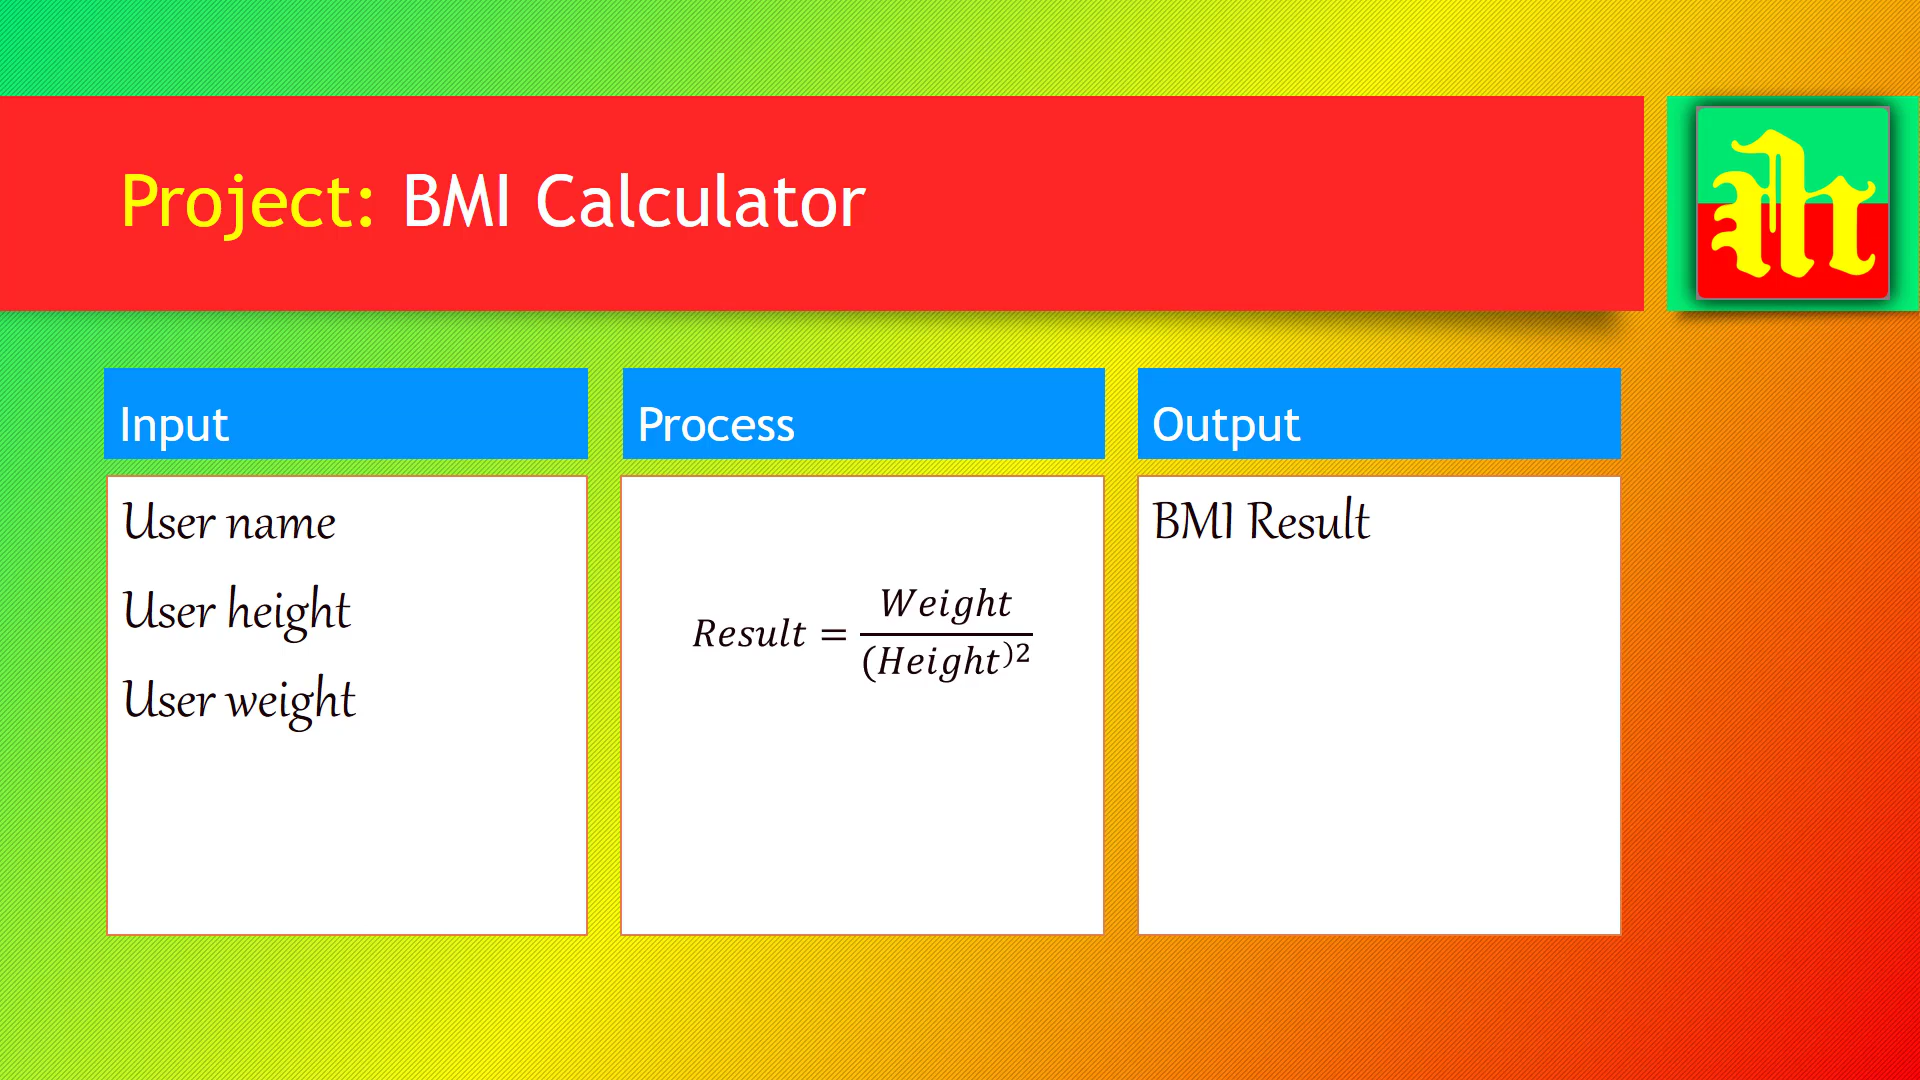 Project: BMI Calculator
Input
User name
User height
User weight
Process
Result = Weight / (Height)²
Output
BMI Result